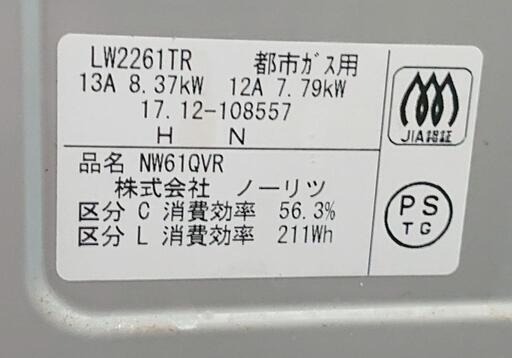 LW2261TR 都市ガス用
13A 8.37kW 12A 7.79kW
17.12-108557
H N
JIA認証
品名 NW61QVR
株式会社 ノーリツ
区分 C 消費効率 56.3%
区分 L 消費効率 211Wh
PS
TG